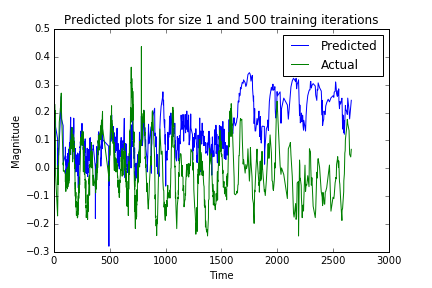 Predicted plots for size 1 and 500 training iterations
Predicted
Actual
0.5
0.4
0.3
0.2
0.1
0.0
−0.1
−0.2
−0.3
Magnitude
0 500 1000 1500 2000 2500 3000
Time